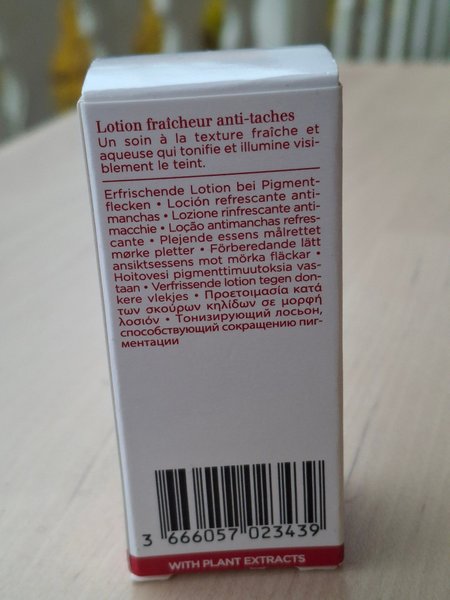 Lotion fraîcheur anti-taches
Un soin à la texture fraîche et
aqueuse qui tonifie et illumine visi-
blement le teint.
Erfrischende Lotion bei Pigment-
flecken • Loción refrescante anti-
manchas • Lozione rinfrescante anti-
macchie • Loção antimanchas refres-
cante • Plejende essens målrettet
mørke pletter • Förberedande lätt
ansiktsessens mot mörka fläckar •
Hoitovesi pigmenttimuutoksia vas-
taan • Verfrissende lotion tegen don-
kere vlekjes • Προετοιμασία κατά
των σκούρων κηλίδων σε μορφή
λοσιόν • Тонизирующий лосьон,
способствующий сокращению пиг-
ментации
3 666057 023439
WITH PLANT EXTRACTS